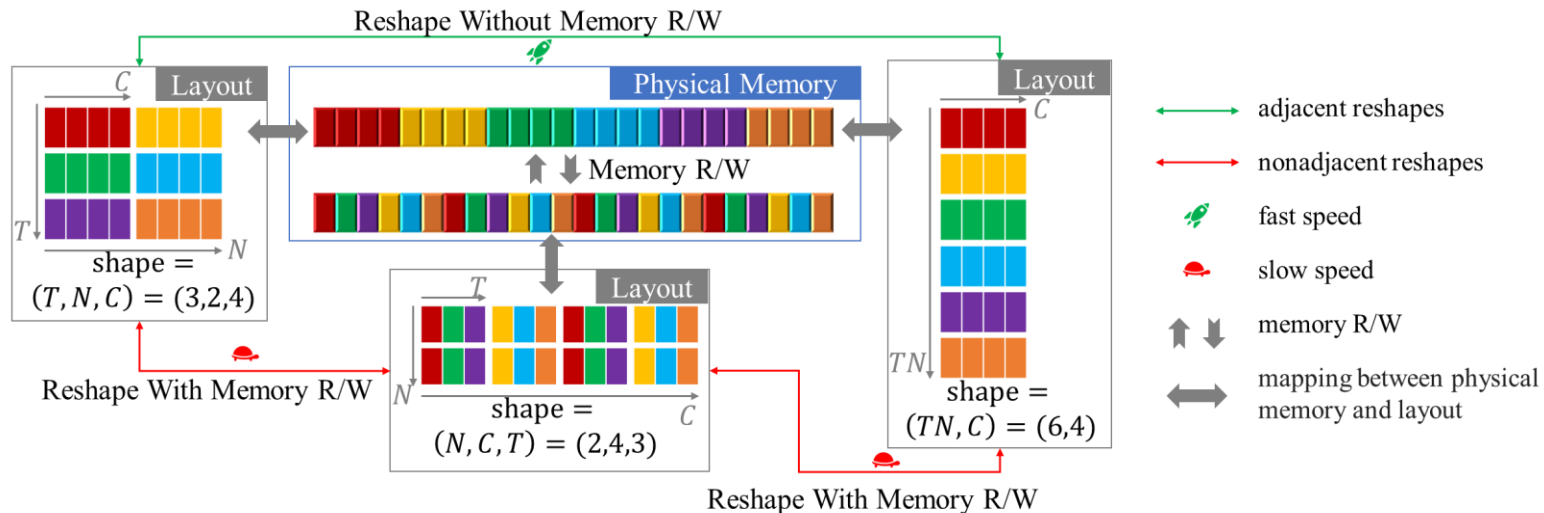 Reshape Without Memory R/W
Layout
C
T
N
shape =
(T, N, C) = (3,2,4)
Physical Memory
Memory R/W
Layout
C
TN
shape =
(TN, C) = (6,4)
Layout
T
N
C
shape =
(N, C, T) = (2,4,3)
Reshape With Memory R/W
Reshape With Memory R/W
adjacent reshapes
nonadjacent reshapes
fast speed
slow speed
memory R/W
mapping between physical
memory and layout